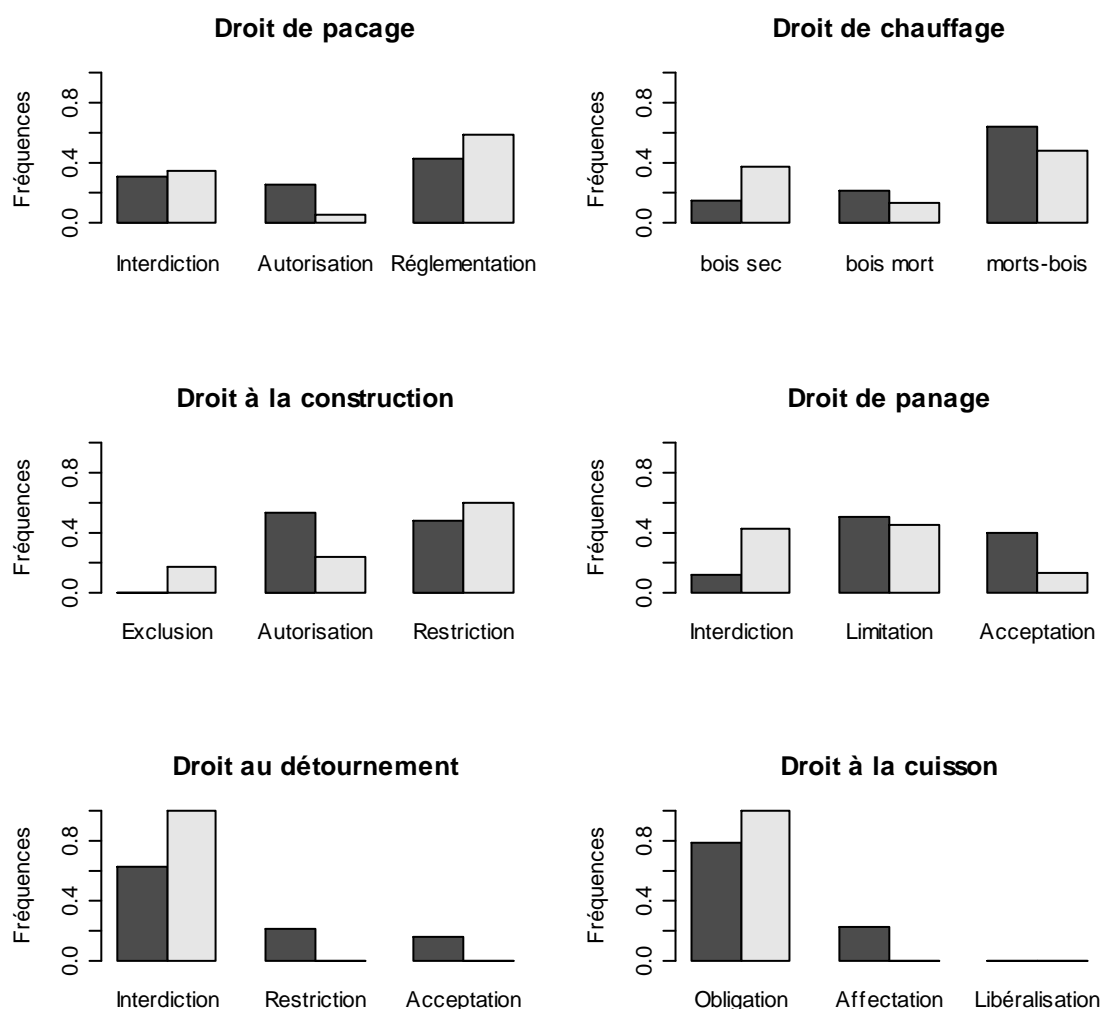 Droit de pacage
Fréquences
0.0 0.4 0.8
Interdiction Autorisation Réglementation
Droit de chauffage
Fréquences
0.0 0.4 0.8
bois sec bois mort morts-bois
Droit à la construction
Fréquences
0.0 0.4 0.8
Exclusion Autorisation Restriction
Droit de panage
Fréquences
0.0 0.4 0.8
Interdiction Limitation Acceptation
Droit au détournement
Fréquences
0.0 0.4 0.8
Interdiction Restriction Acceptation
Droit à la cuisson
Fréquences
0.0 0.4 0.8
Obligation Affectation Libéralisation